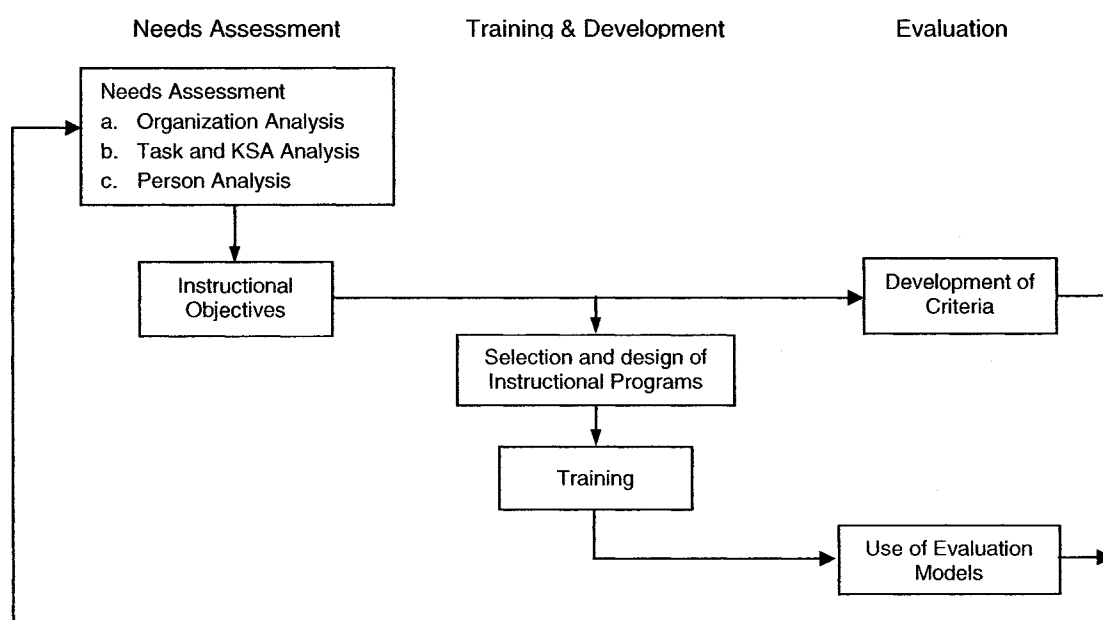 Needs Assessment
Training & Development
Evaluation
Needs Assessment
a. Organization Analysis
b. Task and KSA Analysis
c. Person Analysis
Instructional
Objectives
Development of
Criteria
Selection and design of
Instructional Programs
Training
Use of Evaluation
Models